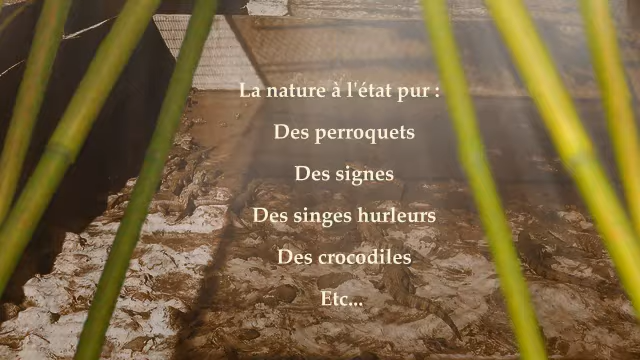 La nature à l'état pur :
Des perroquets
Des signes
Des singes hurleurs
Des crocodiles
Etc...